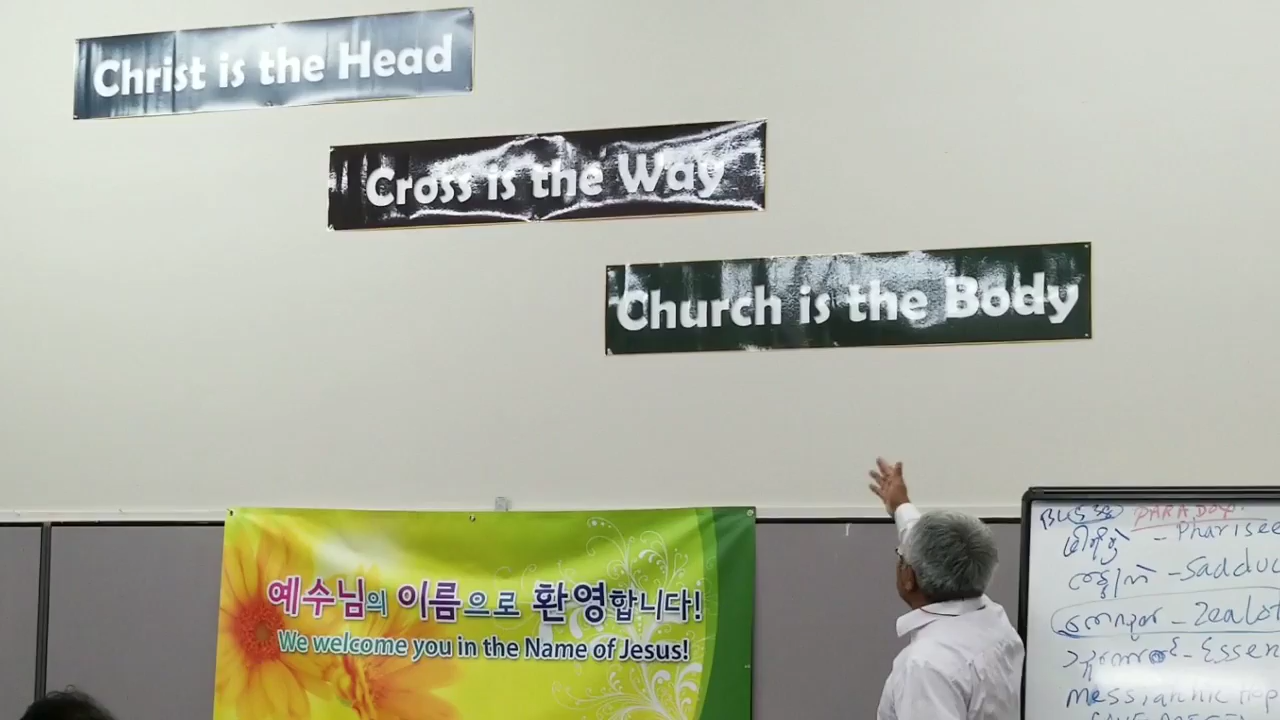 Christ is the Head
Cross is the Way
Church is the Body
예수님의 이름으로 환영합니다!
We welcome you in the Name of Jesus!
PARADOX
- Pharisee
- Sadduc
- Zealot
- Essen
Messianic Hop